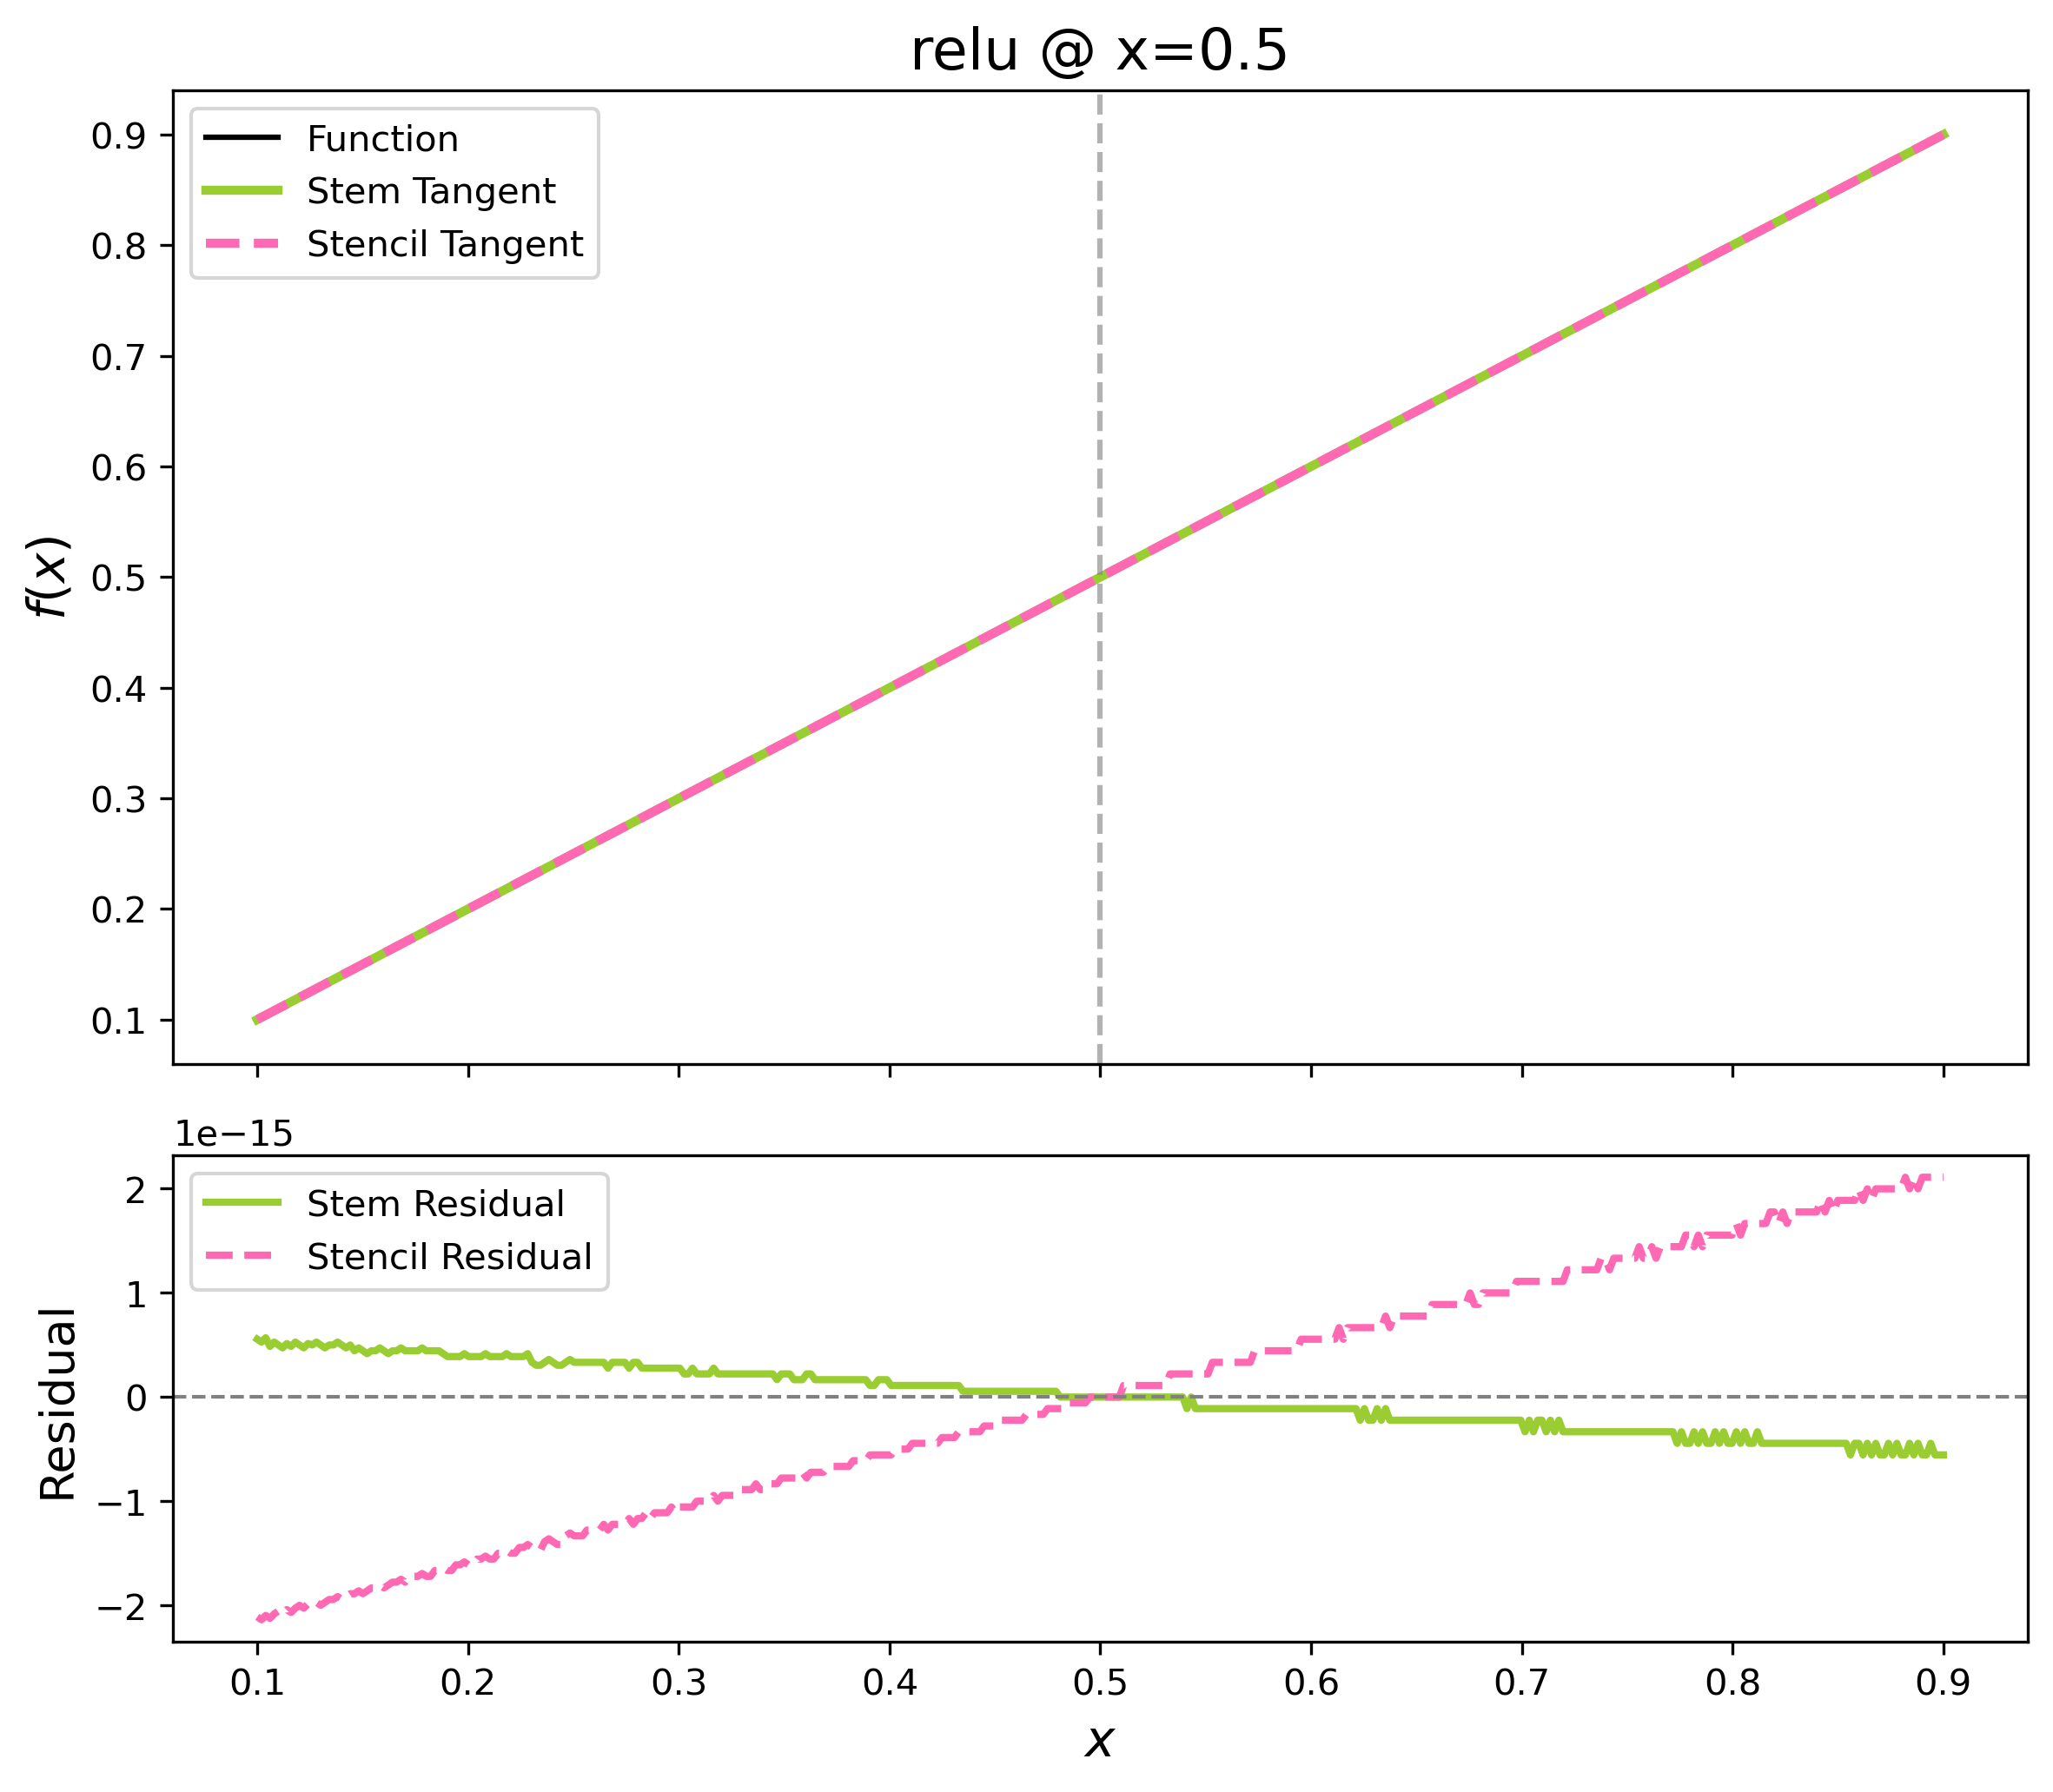 relu @ x=0.5
Function
Stem Tangent
Stencil Tangent
f(x)
0.9
0.8
0.7
0.6
0.5
0.4
0.3
0.2
0.1
1e−15
Stem Residual
Stencil Residual
Residual
2
1
0
−1
−2
0.1 0.2 0.3 0.4 0.5 0.6 0.7 0.8 0.9
x